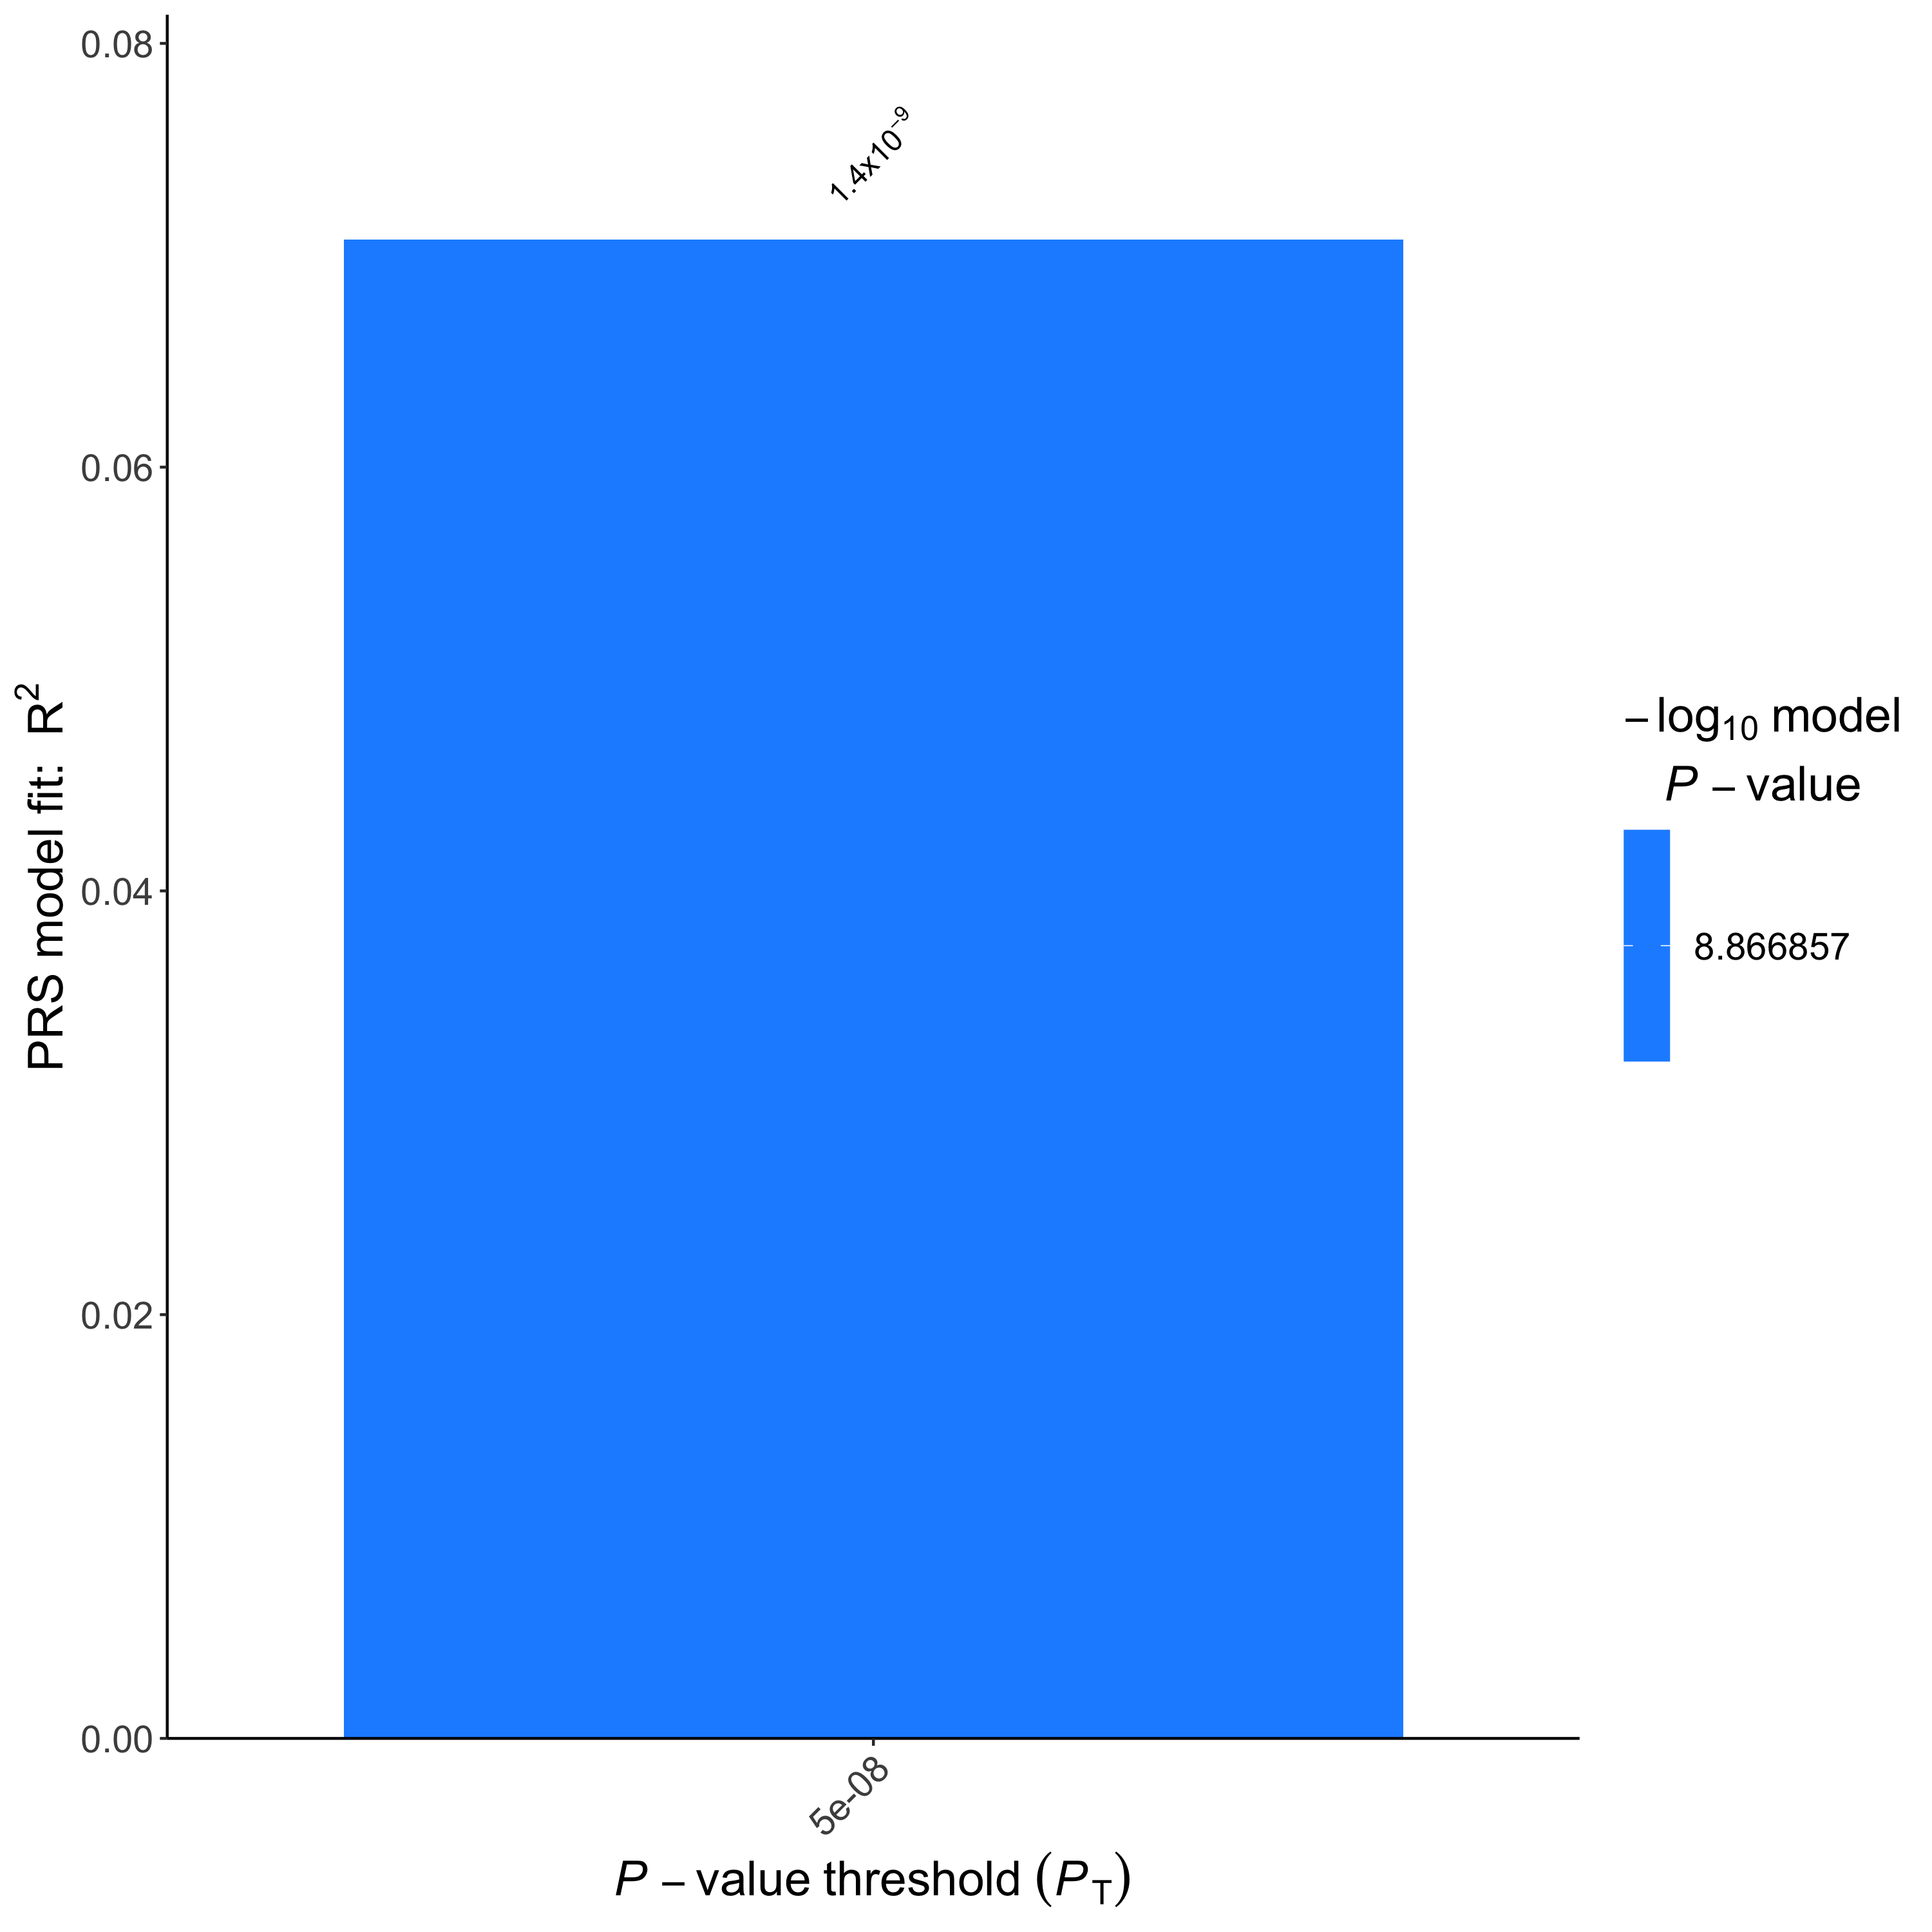 0.08
0.06
0.04
0.02
0.00
PRS model fit: R²
1.4x10⁻⁹
5e-08
P – value threshold (P_T)
– log₁₀ model
P – value
8.866857